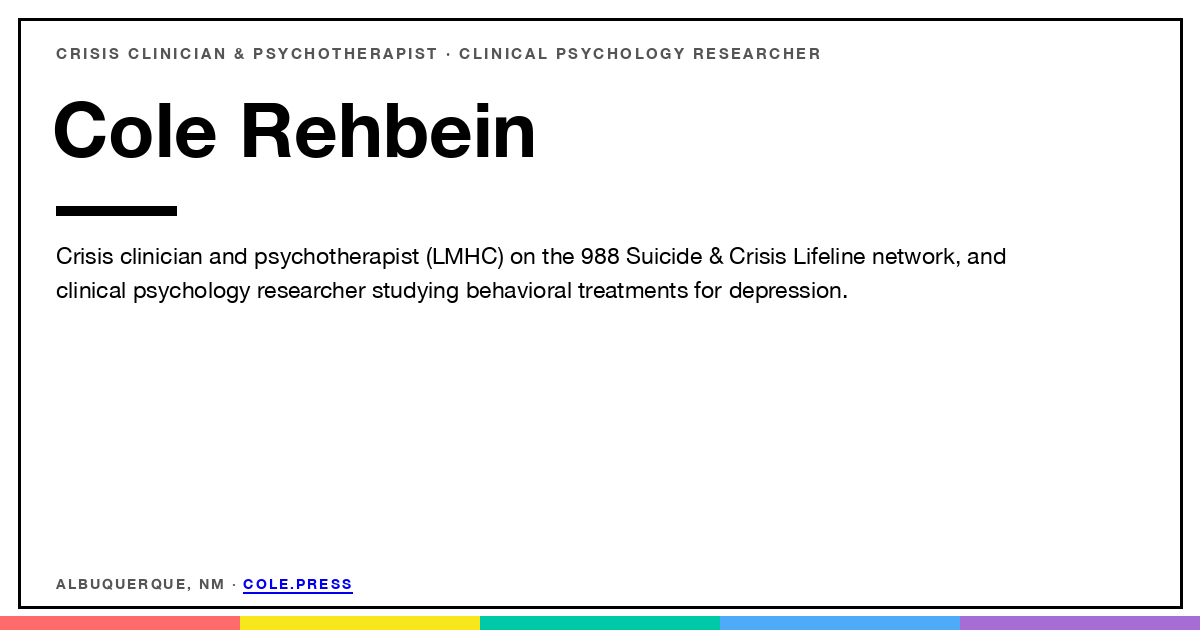 CRISIS CLINICIAN & PSYCHOTHERAPIST · CLINICAL PSYCHOLOGY RESEARCHER
Cole Rehbein
Crisis clinician and psychotherapist (LMHC) on the 988 Suicide & Crisis Lifeline network, and
clinical psychology researcher studying behavioral treatments for depression.
ALBUQUERQUE, NM · COLE.PRESS